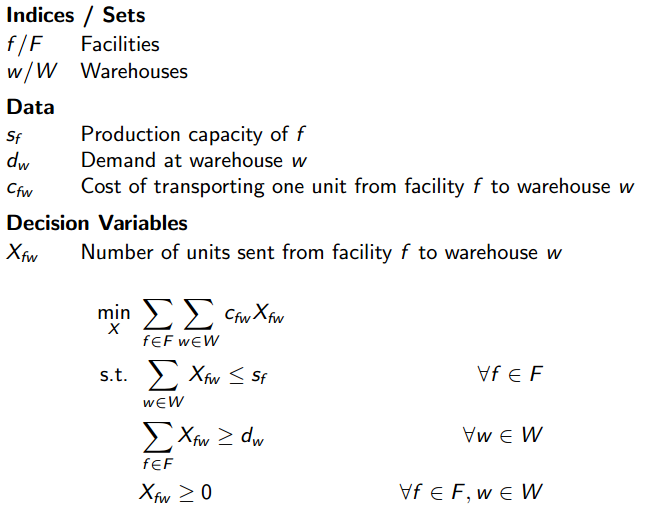 Indices / Sets
f/F Facilities
w/W Warehouses
Data
s_f Production capacity of f
d_w Demand at warehouse w
c_fw Cost of transporting one unit from facility f to warehouse w
Decision Variables
X_fw Number of units sent from facility f to warehouse w
min_X ∑_{f∈F} ∑_{w∈W} c_fw X_fw
s.t. ∑_{w∈W} X_fw ≤ s_f ∀f ∈ F
∑_{f∈F} X_fw ≥ d_w ∀w ∈ W
X_fw ≥ 0 ∀f ∈ F, w ∈ W